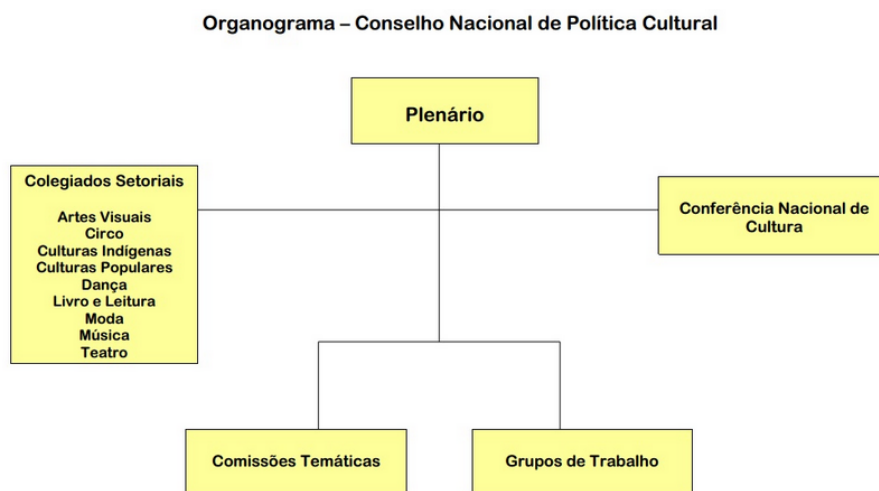 Organograma – Conselho Nacional de Política Cultural
Plenário
Colegiados Setoriais
Artes Visuais
Circo
Culturas Indígenas
Culturas Populares
Dança
Livro e Leitura
Moda
Música
Teatro
Conferência Nacional de
Cultura
Comissões Temáticas
Grupos de Trabalho